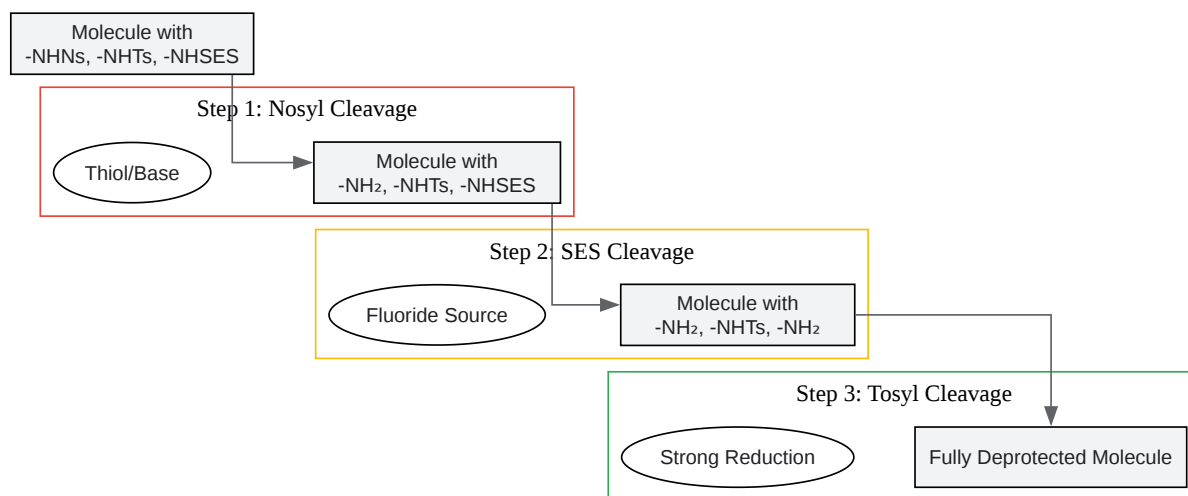 Molecule with
-NHNs, -NHTs, -NHSES
Step 1: Nosyl Cleavage
Thiol/Base
Molecule with
-NH₂, -NHTs, -NHSES
Step 2: SES Cleavage
Fluoride Source
Molecule with
-NH₂, -NHTs, -NH₂
Step 3: Tosyl Cleavage
Strong Reduction
Fully Deprotected Molecule